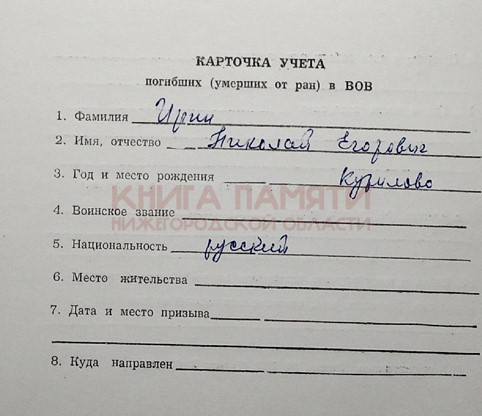 КАРТОЧКА УЧЕТА
погибших (умерших от ран) в ВОВ
1. Фамилия
2. Имя, отчество Николай Егорович
3. Год и место рождения Курилово
КНИГА ПАМЯТИ
НИЖЕГОРОДСКОЙ ОБЛАСТИ
4. Воинское звание
5. Национальность русский
6. Место жительства
7. Дата и место призыва
8. Куда направлен